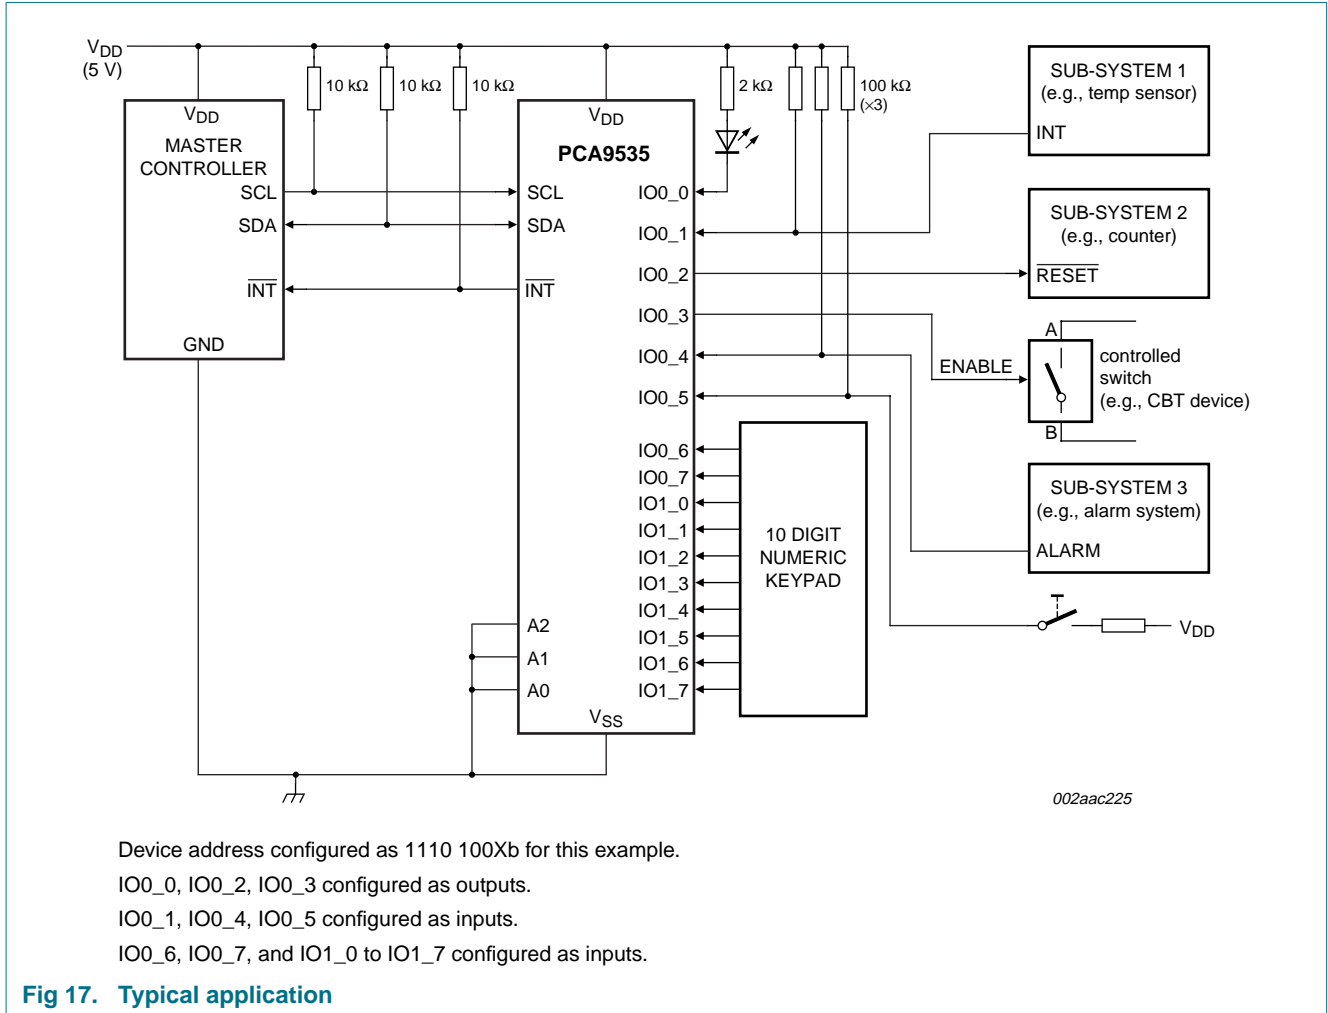 VDD
(5 V)
10 kΩ
10 kΩ
10 kΩ
2 kΩ
100 kΩ
(×3)
VDD
MASTER
CONTROLLER
SCL
SDA
INT
GND
VDD
PCA9535
SCL
SDA
INT
A2
A1
A0
VSS
IO0_0
IO0_1
IO0_2
IO0_3
IO0_4
IO0_5
IO0_6
IO0_7
IO1_0
IO1_1
IO1_2
IO1_3
IO1_4
IO1_5
IO1_6
IO1_7
10 DIGIT
NUMERIC
KEYPAD
SUB-SYSTEM 1
(e.g., temp sensor)
INT
SUB-SYSTEM 2
(e.g., counter)
RESET
A
ENABLE
B
controlled
switch
(e.g., CBT device)
SUB-SYSTEM 3
(e.g., alarm system)
ALARM
VDD
002aac225
Device address configured as 1110 100Xb for this example.
IO0_0, IO0_2, IO0_3 configured as outputs.
IO0_1, IO0_4, IO0_5 configured as inputs.
IO0_6, IO0_7, and IO1_0 to IO1_7 configured as inputs.
Fig 17. Typical application